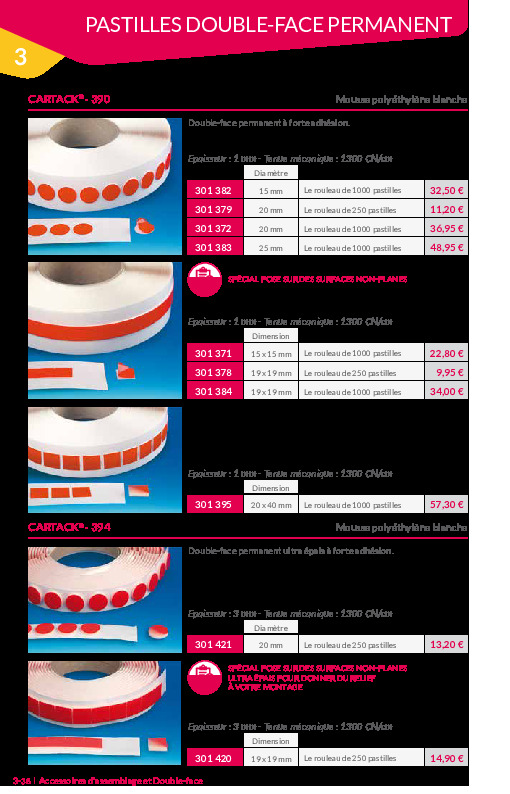 PASTILLES DOUBLE-FACE PERMANENT
3
CARTACK® - 390 Mousse polyéthylène blanche
Double-face permanent à forte adhésion.
Epaisseur : 1 mm - Tenue mécanique : 1300 CN/cm
Diamètre
301 382 15 mm Le rouleau de 1000 pastilles 32,50 €
301 379 20 mm Le rouleau de 250 pastilles 11,20 €
301 372 20 mm Le rouleau de 1000 pastilles 36,95 €
301 383 25 mm Le rouleau de 1000 pastilles 48,95 €
SPÉCIAL POSE SUR DES SURFACES NON-PLANES
Epaisseur : 1 mm - Tenue mécanique : 1300 CN/cm
Dimension
301 371 15 x 15 mm Le rouleau de 1000 pastilles 22,80 €
301 378 19 x 19 mm Le rouleau de 250 pastilles 9,95 €
301 384 19 x 19 mm Le rouleau de 1000 pastilles 34,00 €
Epaisseur : 1 mm - Tenue mécanique : 1300 CN/cm
Dimension
301 395 20 x 40 mm Le rouleau de 1000 pastilles 57,30 €
CARTACK® - 394 Mousse polyéthylène blanche
Double-face permanent ultra épais à forte adhésion.
Epaisseur : 3 mm - Tenue mécanique : 1300 CN/cm
Diamètre
301 421 20 mm Le rouleau de 250 pastilles 13,20 €
SPÉCIAL POSE SUR DES SURFACES NON-PLANES
ULTRA ÉPAIS POUR DONNER DU RELIEF
À VOTRE MONTAGE
Epaisseur : 3 mm - Tenue mécanique : 1300 CN/cm
Dimension
301 420 19 x 19 mm Le rouleau de 250 pastilles 14,90 €
3-36 I Accessoires d'assemblage et Double-face